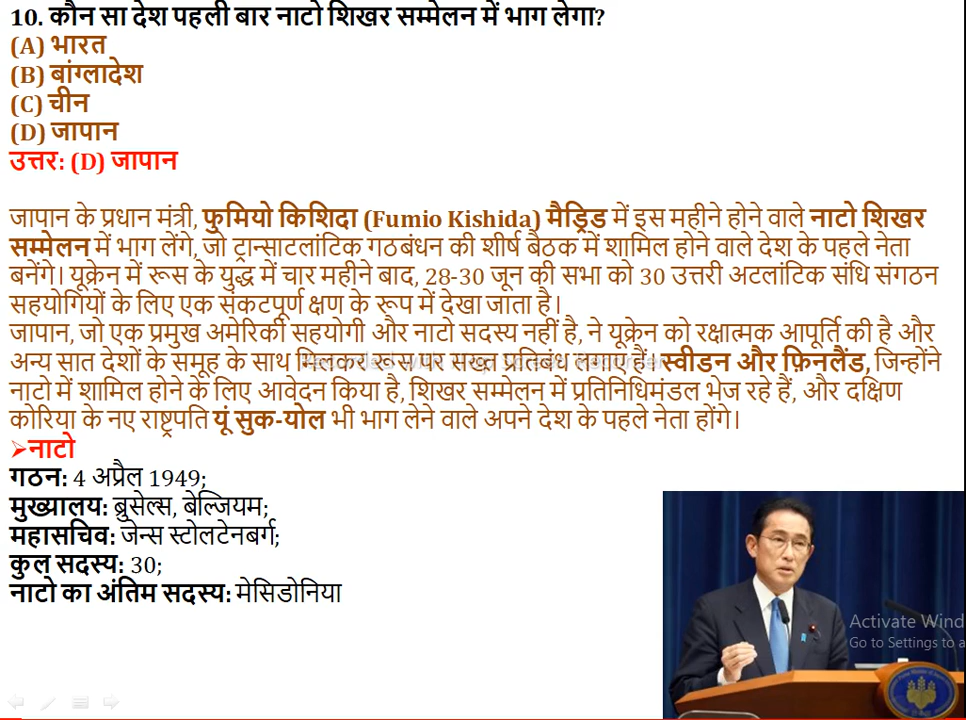 10. कौन सा देश पहली बार नाटो शिखर सम्मेलन में भाग लेगा?
(A) भारत
(B) बांग्लादेश
(C) चीन
(D) जापान
उत्तर: (D) जापान
जापान के प्रधान मंत्री, फुमियो किशिदा (Fumio Kishida) मैड्रिड में इस महीने होने वाले नाटो शिखर
सम्मेलन में भाग लेंगे, जो ट्रान्साटलांटिक गठबंधन की शीर्ष बैठक में शामिल होने वाले देश के पहले नेता
बनेंगे। यूक्रेन में रूस के युद्ध में चार महीने बाद, 28-30 जून की सभा को 30 उत्तरी अटलांटिक संधि संगठन
सहयोगियों के लिए एक संकटपूर्ण क्षण के रूप में देखा जाता है।
जापान, जो एक प्रमुख अमेरिकी सहयोगी और नाटो सदस्य नहीं है, ने यूक्रेन को रक्षात्मक आपूर्ति की है और
अन्य सात देशों के समूह के साथ मिलकर रूस पर सख्त प्रतिबंध लगाए हैं। स्वीडन और फ़िनलैंड, जिन्होंने
नाटो में शामिल होने के लिए आवेदन किया है, शिखर सम्मेलन में प्रतिनिधिमंडल भेज रहे हैं, और दक्षिण
कोरिया के नए राष्ट्रपति यूं सुक-योल भी भाग लेने वाले अपने देश के पहले नेता होंगे।
➢नाटो
गठन: 4 अप्रैल 1949;
मुख्यालय: ब्रुसेल्स, बेल्जियम;
महासचिव: जेन्स स्टोलटेनबर्ग;
कुल सदस्य: 30;
नाटो का अंतिम सदस्य: मेसिडोनिया
Activate Wind
Go to Settings to a